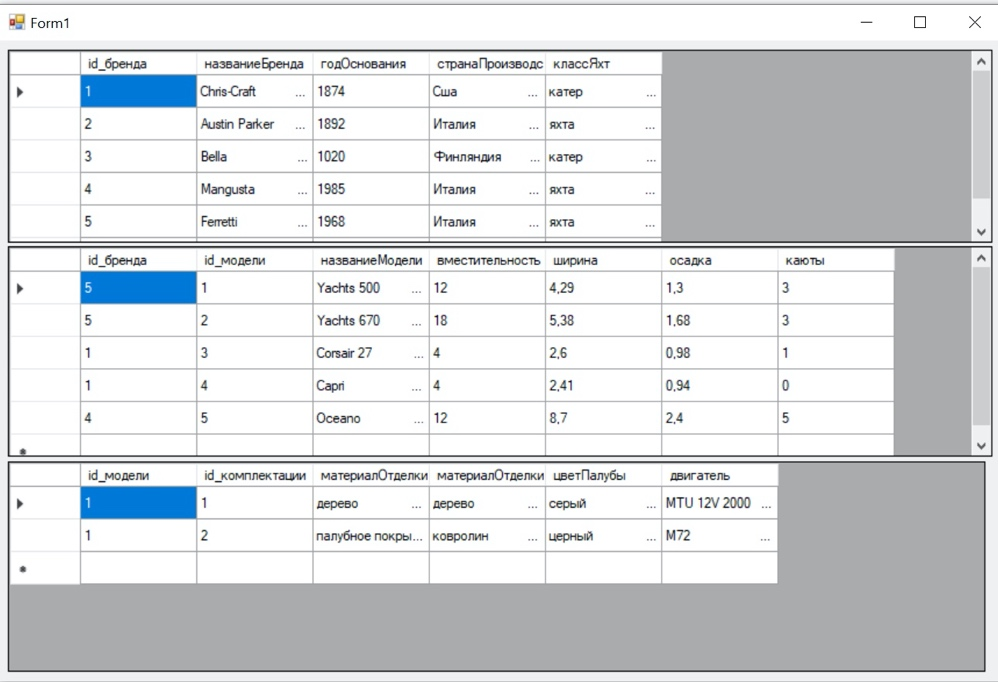 Form1
id_бренда названиеБренда годОснования странаПроизводс классЯхт
1 Chris-Craft ... 1874 Сша ... катер ...
2 Austin Parker ... 1892 Италия ... яхта ...
3 Bella ... 1020 Финляндия ... катер ...
4 Mangusta ... 1985 Италия ... яхта ...
5 Ferretti ... 1968 Италия ... яхта ...
id_бренда id_модели названиеМодели вместительность ширина осадка каюты
5 1 Yachts 500 ... 12 4,29 1,3 3
5 2 Yachts 670 ... 18 5,38 1,68 3
1 3 Corsair 27 ... 4 2,6 0,98 1
1 4 Capri ... 4 2,41 0,94 0
4 5 Oceano ... 12 8,7 2,4 5
id_модели id_комплектации материалОтделки материалОтделки цветПалубы двигатель
1 1 дерево ... дерево ... серый ... MTU 12V 2000 ...
1 2 палубное покры... ковролин ... церный ... M72 ...